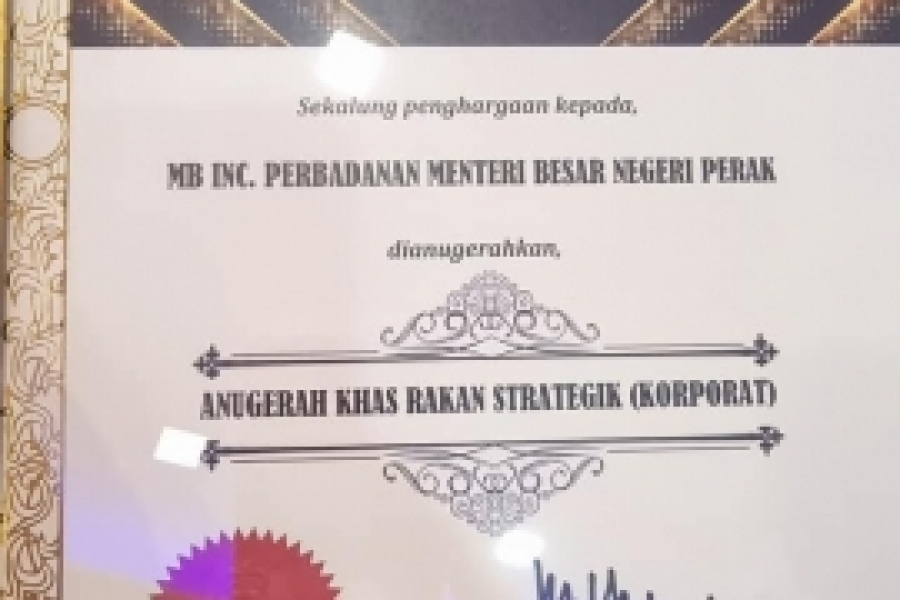 Sekalung penghargaan kepada,
MB INC. PERBADANAN MENTERI BESAR NEGERI PERAK
dianugerahkan,
ANUGERAH KHAS RAKAN STRATEGIK (KORPORAT)